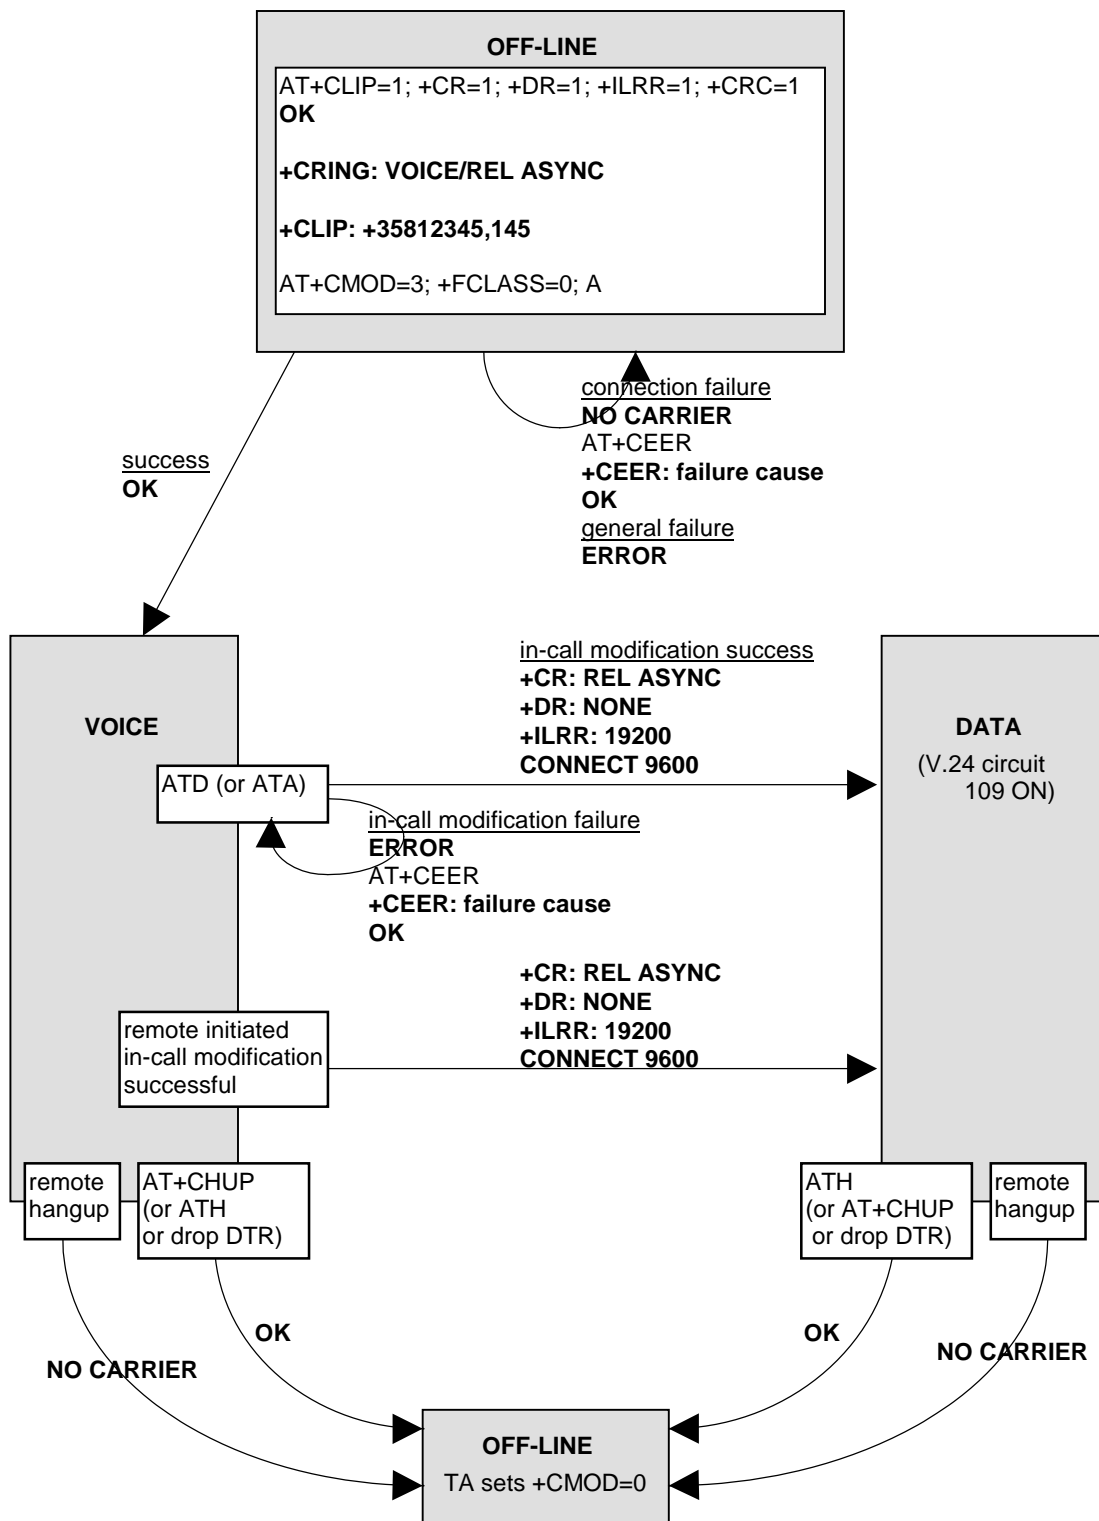 OFF-LINE
AT+CLIP=1; +CR=1; +DR=1; +ILRR=1; +CRC=1
OK
+CRING: VOICE/REL ASYNC
+CLIP: +35812345,145
AT+CMOD=3; +FCLASS=0; A
connection failure
NO CARRIER
AT+CEER
+CEER: failure cause
OK
general failure
ERROR
success
OK
in-call modification success
+CR: REL ASYNC
+DR: NONE
+ILRR: 19200
CONNECT 9600
VOICE
DATA
(V.24 circuit
109 ON)
ATD (or ATA)
in-call modification failure
ERROR
AT+CEER
+CEER: failure cause
OK
+CR: REL ASYNC
+DR: NONE
+ILRR: 19200
CONNECT 9600
remote initiated
in-call modification
successful
remote
hangup
AT+CHUP
(or ATH
or drop DTR)
ATH
(or AT+CHUP
or drop DTR)
remote
hangup
OK
NO CARRIER
OK
NO CARRIER
OFF-LINE
TA sets +CMOD=0